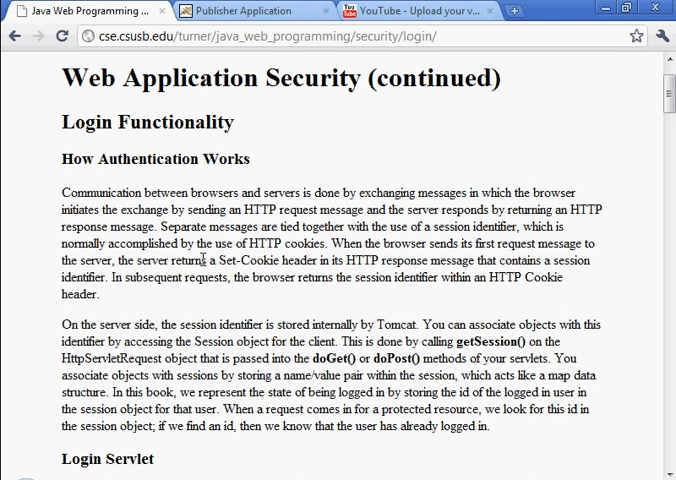 Java Web Programming ...
Publisher Application
YouTube - Upload your v...
cse.csusb.edu/turner/java_web_programming/security/login/
Web Application Security (continued)
Login Functionality
How Authentication Works
Communication between browsers and servers is done by exchanging messages in which the browser
initiates the exchange by sending an HTTP request message and the server responds by returning an HTTP
response message. Separate messages are tied together with the use of a session identifier, which is
normally accomplished by the use of HTTP cookies. When the browser sends its first request message to
the server, the server returns a Set-Cookie header in its HTTP response message that contains a session
identifier. In subsequent requests, the browser returns the session identifier within an HTTP Cookie
header.
On the server side, the session identifier is stored internally by Tomcat. You can associate objects with this
identifier by accessing the Session object for the client. This is done by calling getSession() on the
HttpServletRequest object that is passed into the doGet() or doPost() methods of your servlets. You
associate objects with sessions by storing a name/value pair within the session, which acts like a map data
structure. In this book, we represent the state of being logged in by storing the id of the logged in user in
the session object for that user. When a request comes in for a protected resource, we look for this id in
the session object; if we find an id, then we know that the user has already logged in.
Login Servlet